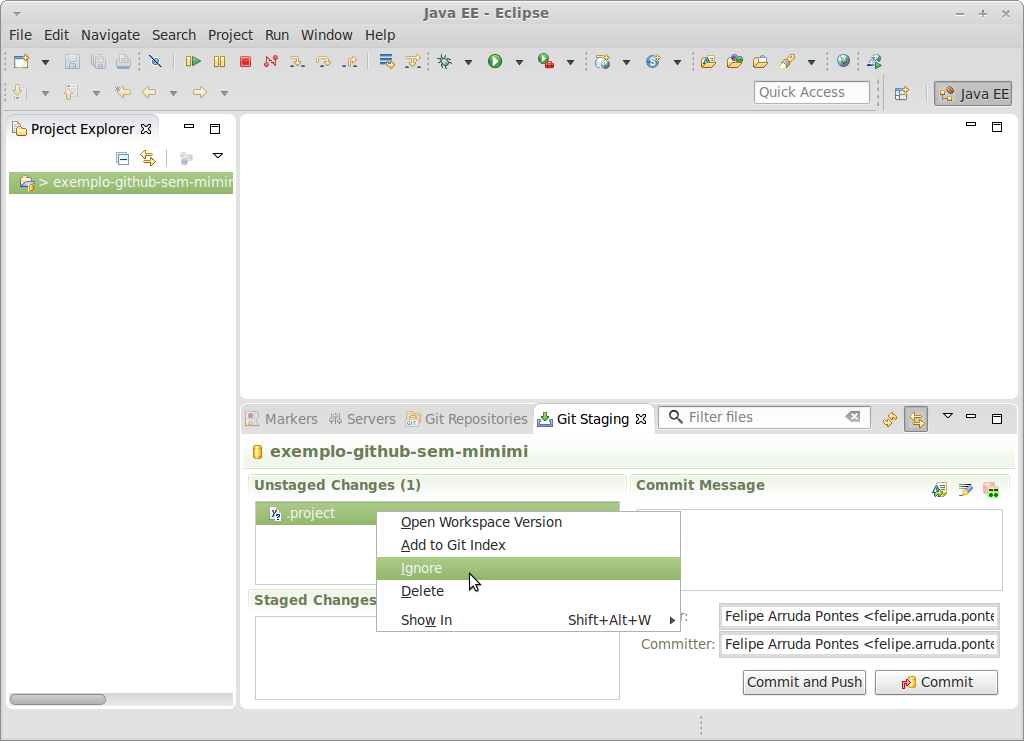 Java EE - Eclipse
File Edit Navigate Search Project Run Window Help
Quick Access
Java EE
Project Explorer
> exemplo-github-sem-mimim
Markers Servers Git Repositories Git Staging Filter files
exemplo-github-sem-mimimi
Unstaged Changes (1)
Commit Message
.project
Open Workspace Version
Add to Git Index
Ignore
Delete
Show In Shift+Alt+W
Staged Changes
r: Felipe Arruda Pontes <felipe.arruda.ponte
Committer: Felipe Arruda Pontes <felipe.arruda.ponte
Commit and Push Commit